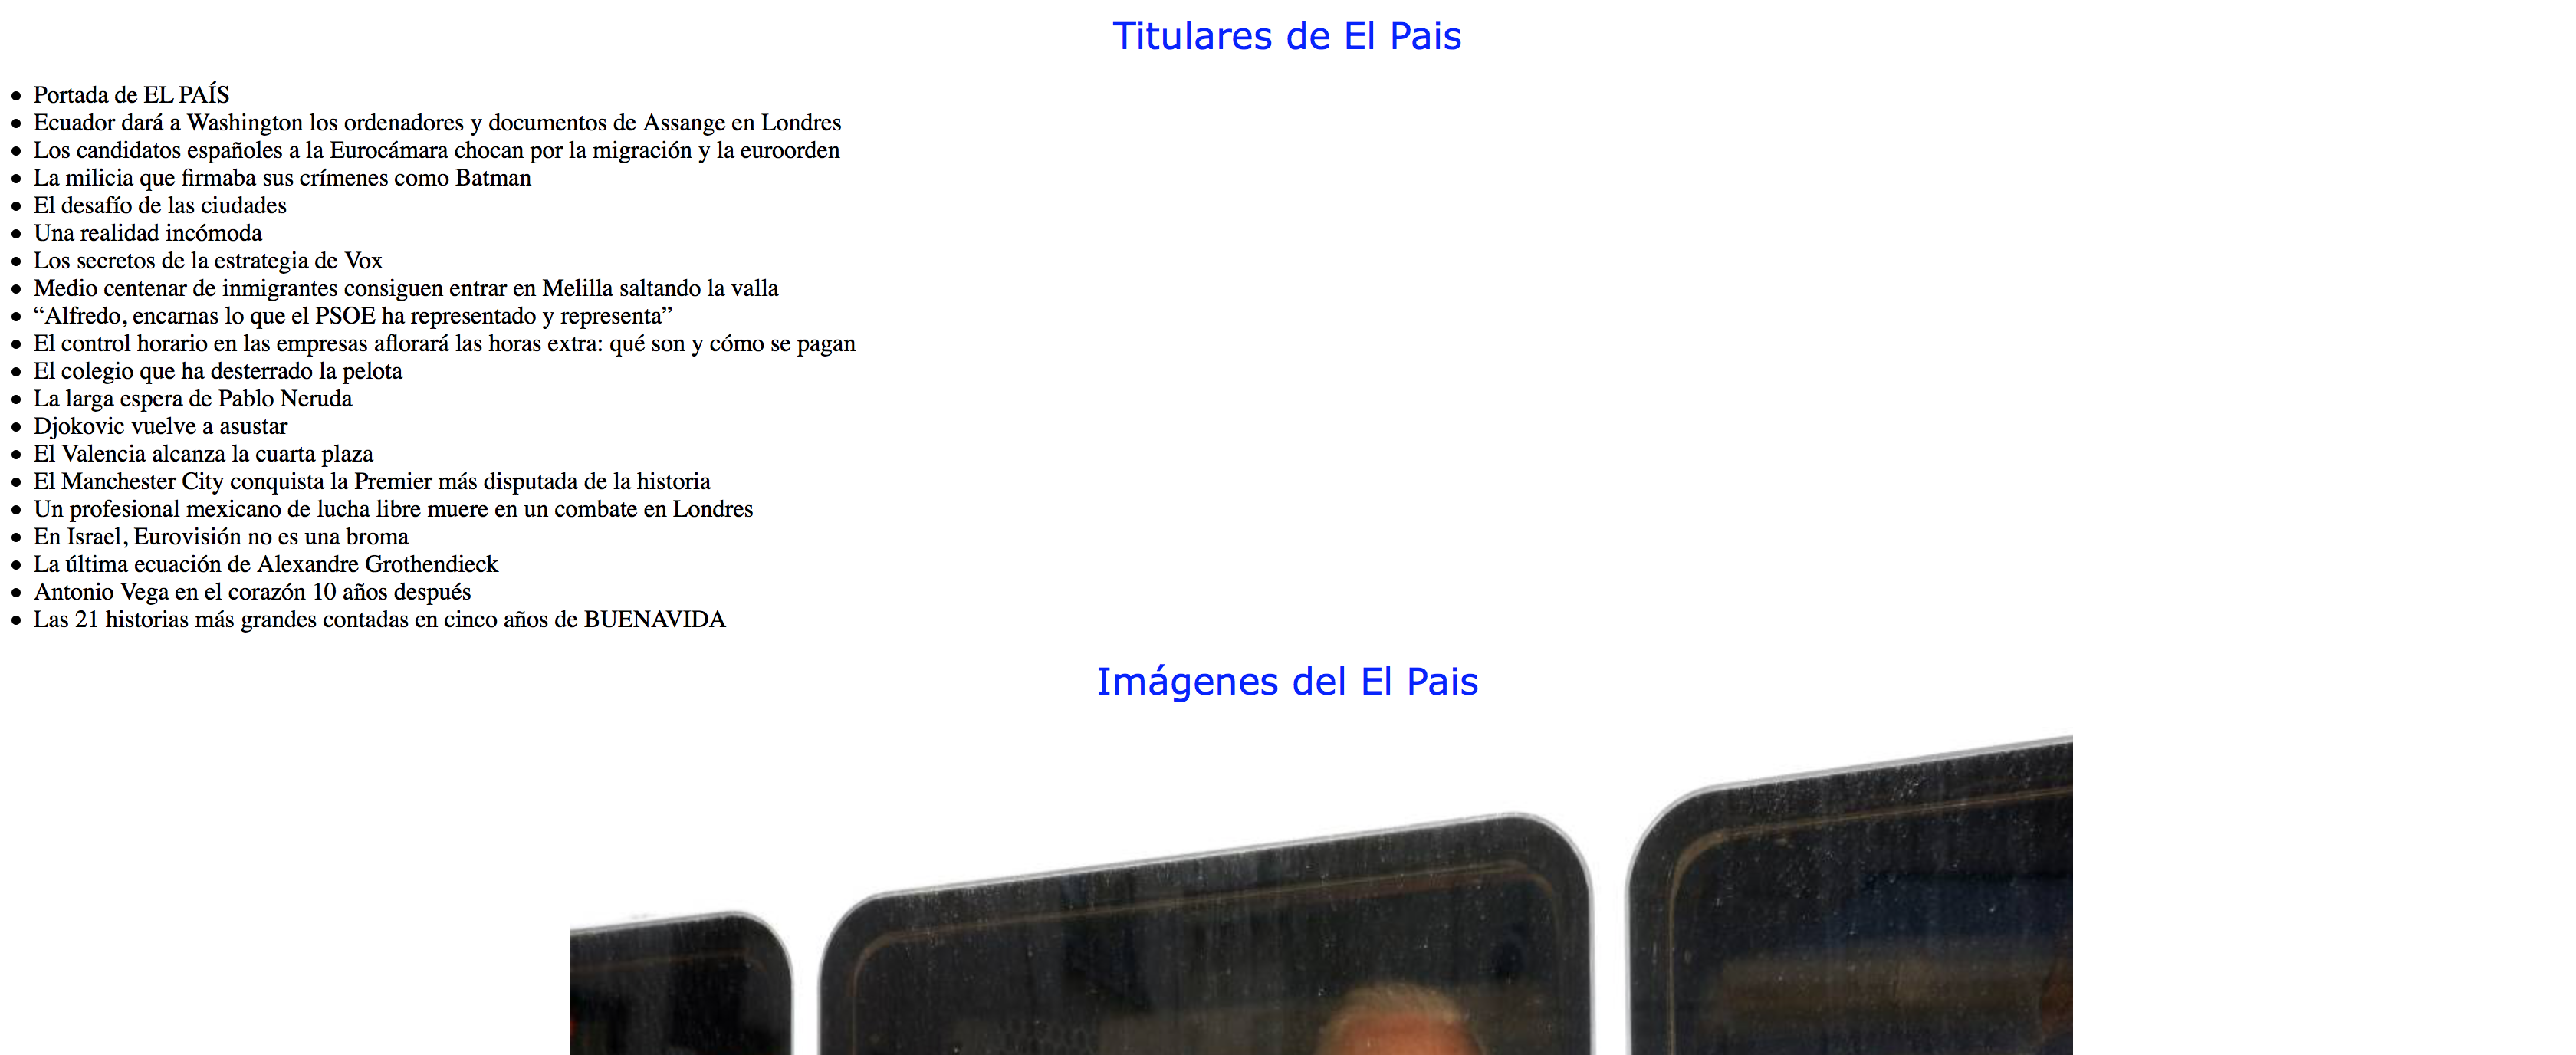 Titulares de El Pais
• Portada de EL PAÍS
• Ecuador dará a Washington los ordenadores y documentos de Assange en Londres
• Los candidatos españoles a la Eurocámara chocan por la migración y la euroorden
• La milicia que firmaba sus crímenes como Batman
• El desafío de las ciudades
• Una realidad incómoda
• Los secretos de la estrategia de Vox
• Medio centenar de inmigrantes consiguen entrar en Melilla saltando la valla
• “Alfredo, encarnas lo que el PSOE ha representado y representa”
• El control horario en las empresas aflorará las horas extra: qué son y cómo se pagan
• El colegio que ha desterrado la pelota
• La larga espera de Pablo Neruda
• Djokovic vuelve a asustar
• El Valencia alcanza la cuarta plaza
• El Manchester City conquista la Premier más disputada de la historia
• Un profesional mexicano de lucha libre muere en un combate en Londres
• En Israel, Eurovisión no es una broma
• La última ecuación de Alexandre Grothendieck
• Antonio Vega en el corazón 10 años después
• Las 21 historias más grandes contadas en cinco años de BUENAVIDA
Imágenes del El Pais